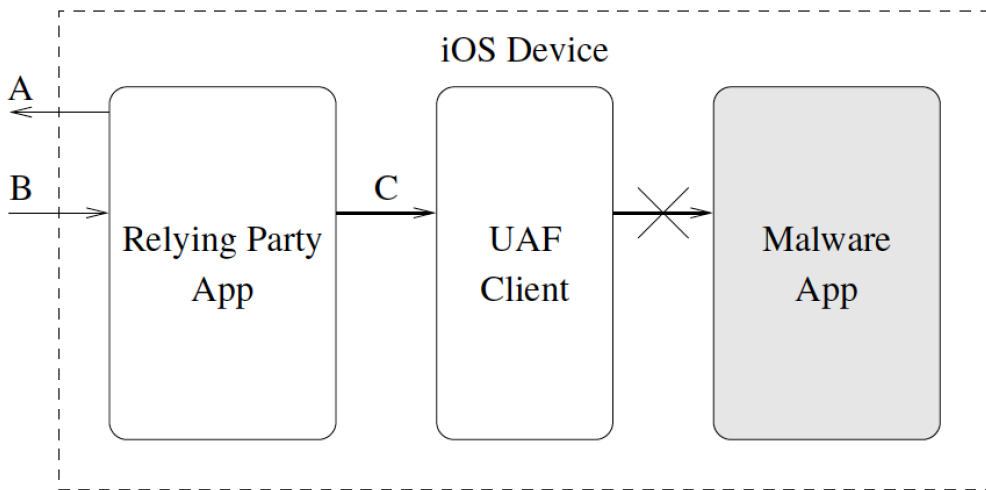 iOS Device
A
B
C
Relying Party
App
UAF
Client
Malware
App